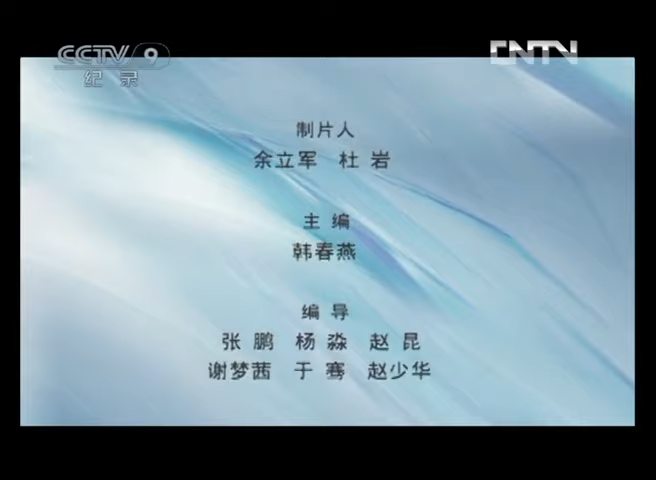 CCTV 9
纪录
CNTV
制片人
余立军 杜岩
主编
韩春燕
编导
张鹏 杨淼 赵昆
谢梦茜 于骞 赵少华